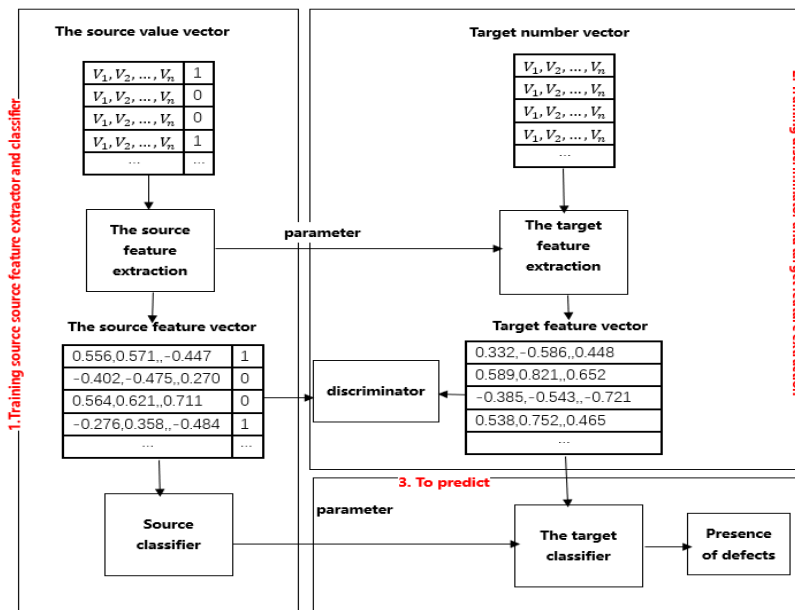 The source value vector
V₁, V₂, ..., Vₙ 1
V₁, V₂, ..., Vₙ 0
V₁, V₂, ..., Vₙ 0
V₁, V₂, ..., Vₙ 1
... ...
The source
feature
extraction
The source feature vector
0.556,0.571,,-0.447 1
-0.402,-0.475,,0.270 0
0.564,0.621,,0.711 0
-0.276,0.358,,-0.484 1
... ...
Source
classifier
1.Training source source feature extractor and classifier
parameter
Target number vector
V₁, V₂, ..., Vₙ
V₁, V₂, ..., Vₙ
V₁, V₂, ..., Vₙ
V₁, V₂, ..., Vₙ
...
The target
feature
extraction
Target feature vector
0.332,-0.586,,0.448
0.589,0.821,,0.652
-0.385,-0.543,,-0.721
0.538,0.752,,0.465
...
discriminator
3. To predict
parameter
The target
classifier
Presence
of defects